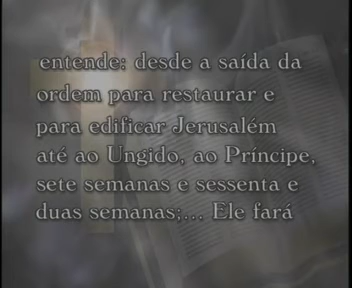 entende: desde a saída da
ordem para restaurar e
para edificar Jerusalém
até ao Ungido, ao Príncipe,
sete semanas e sessenta e
duas semanas;... Ele fará